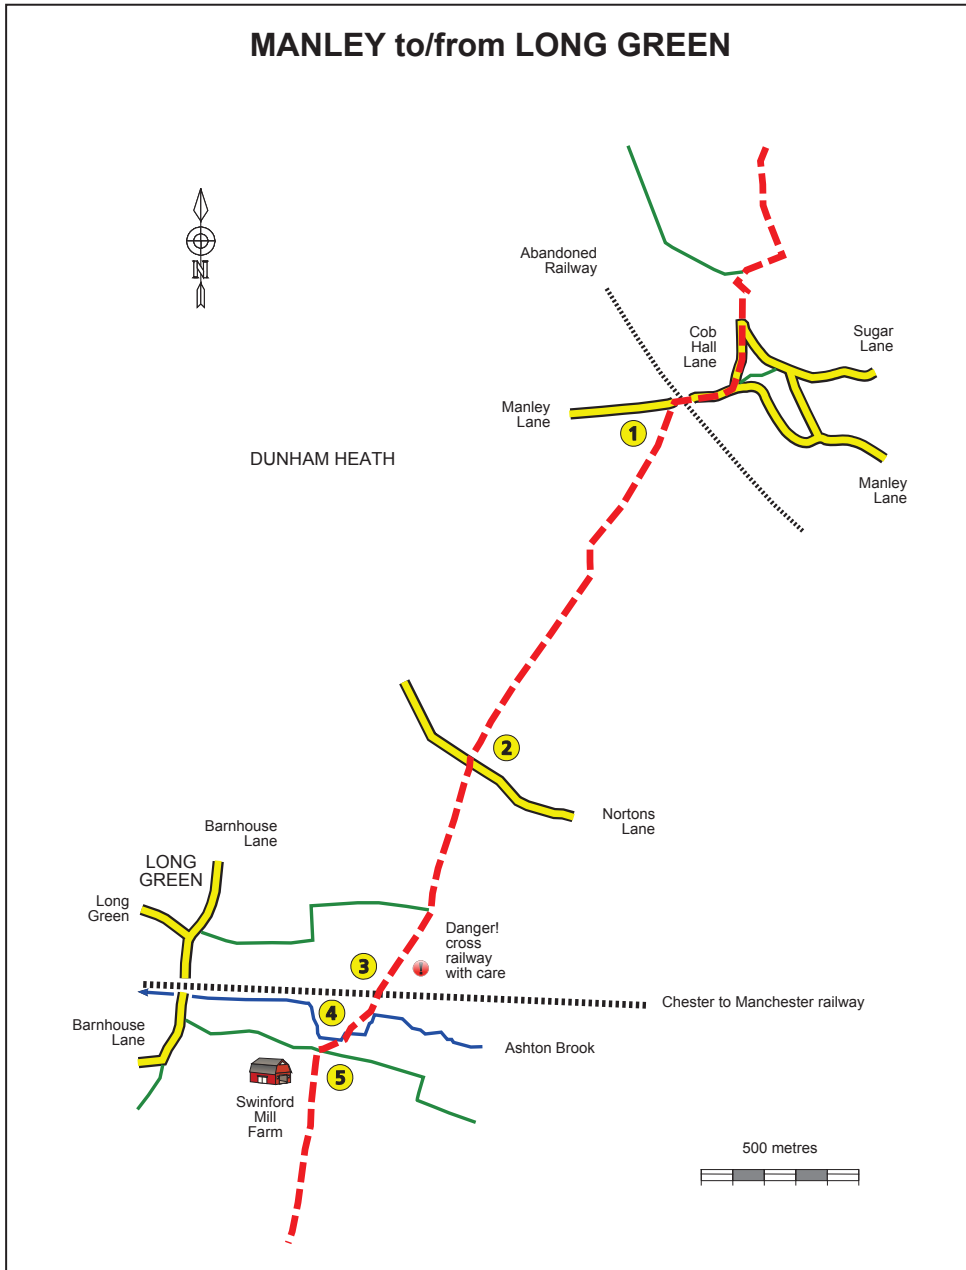 MANLEY to/from LONG GREEN
N
Abandoned
Railway
Cob
Hall
Lane
Sugar
Lane
Manley
Lane
1
DUNHAM HEATH
Manley
Lane
2
Nortons
Lane
Barnhouse
Lane
LONG
GREEN
Long
Green
Danger!
cross
railway
with care
3
Chester to Manchester railway
4
Barnhouse
Lane
Ashton Brook
5
Swinford
Mill
Farm
500 metres